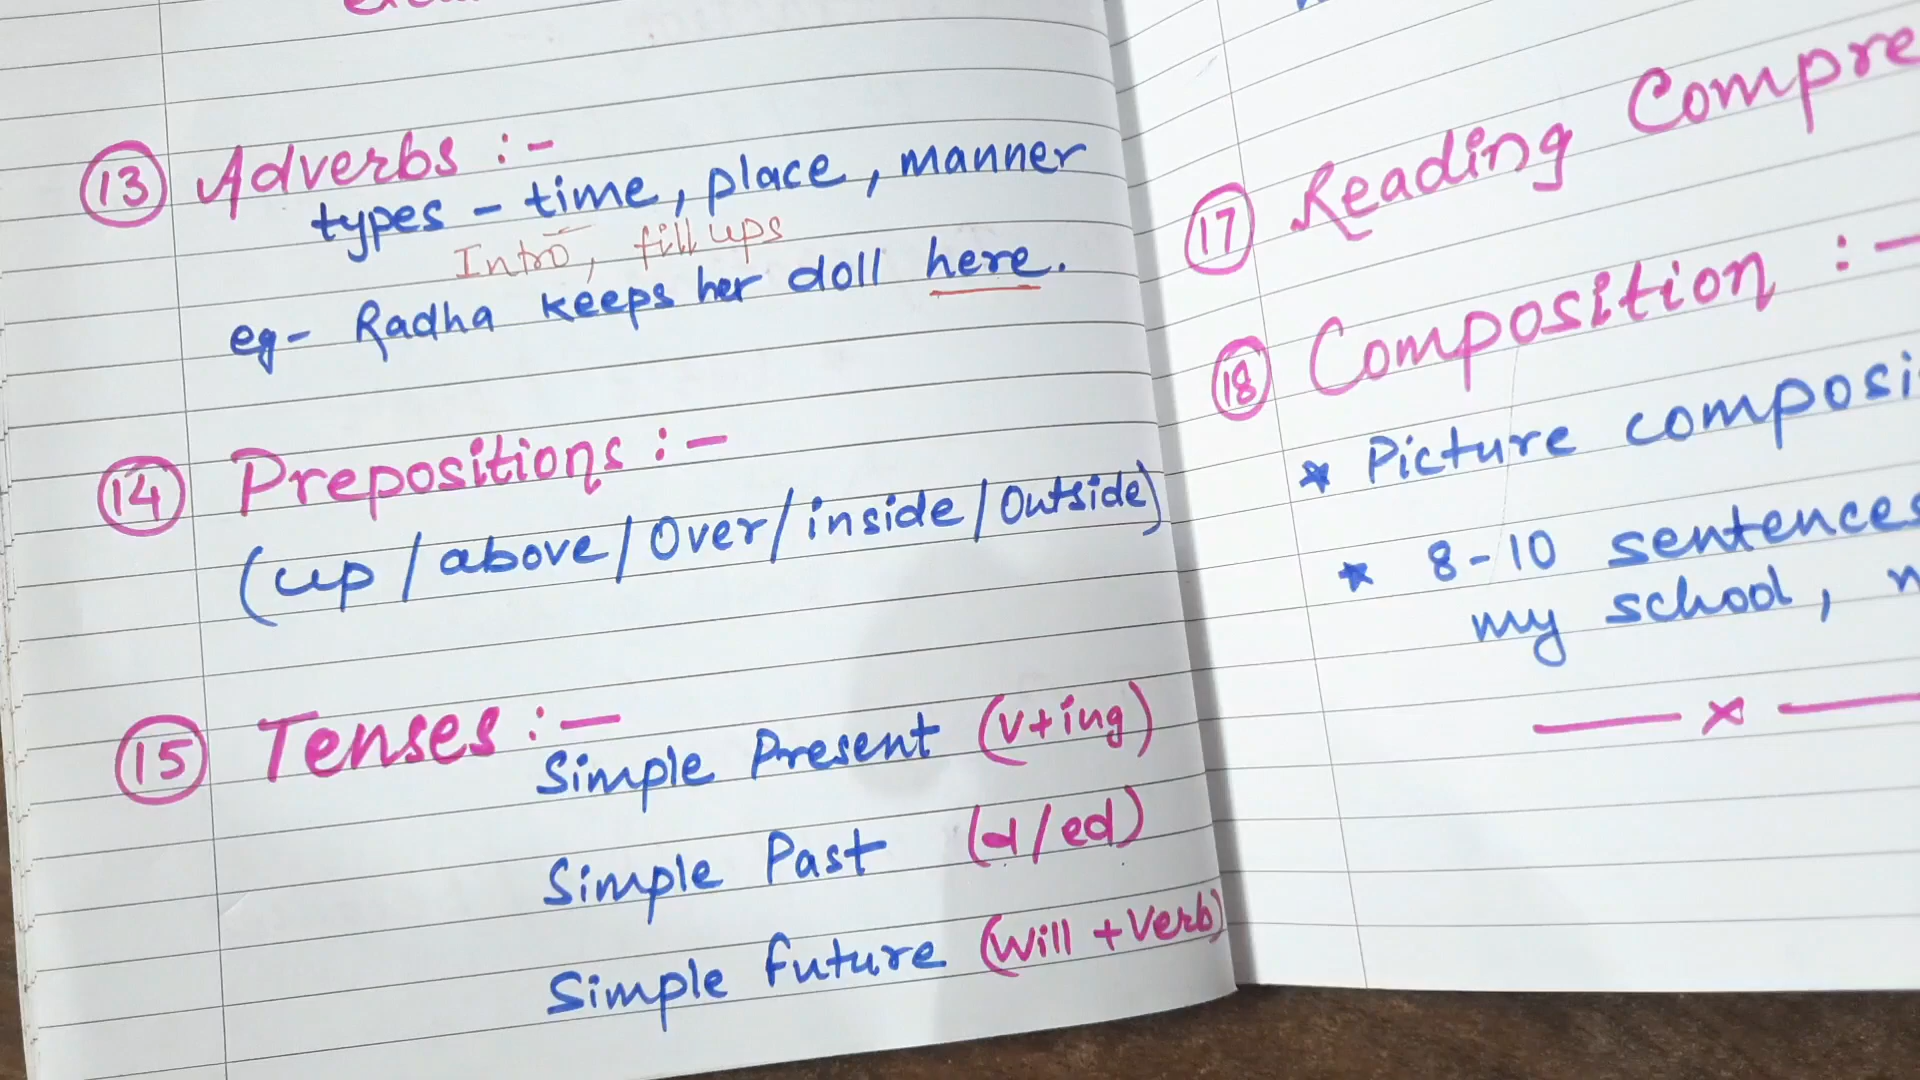 13 Adverbs :-
types - time, place, manner
Intro, fill ups
eg- Radha keeps her doll here.
14 Prepositions :-
(up / above / Over / inside / Outside)
15 Tenses :-
Simple Present (v+ing)
Simple Past (d/ed)
Simple future (Will + Verb)
17 Reading Compre
18 Composition :-
* Picture composi
* 8-10 sentences
my school,
x